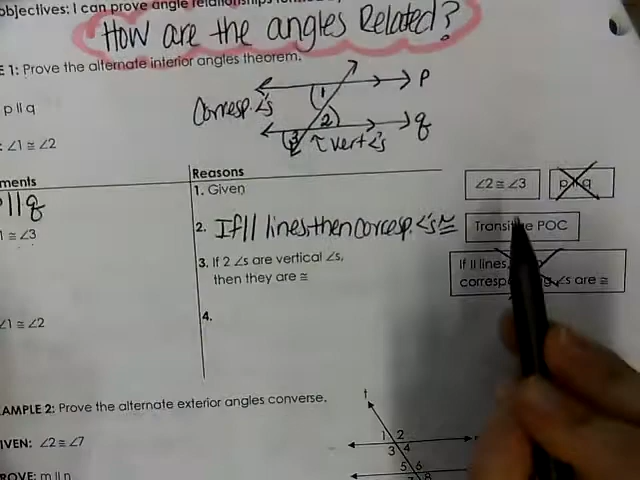 objectives: I can prove angle relationships
How are the angles Related?
E 1: Prove the alternate interior angles theorem.
p || q
∠1 ≅ ∠2
Corresp. ∠'s
1
2
3
p
q
vert ∠'s
ments
Reasons
p || q
1. Given
1 ≅ ∠3
2. If || lines, then corresp. ∠'s ≅
3. If 2 ∠s are vertical ∠s,
then they are ≅
∠1 ≅ ∠2
4.
∠2 ≅ ∠3
p || q
Transitive POC
If || lines,
∠s are ≅
AMPLE 2: Prove the alternate exterior angles converse.
IVEN: ∠2 ≅ ∠7
ROVE: m || n
t
1 2
3 4
5 6